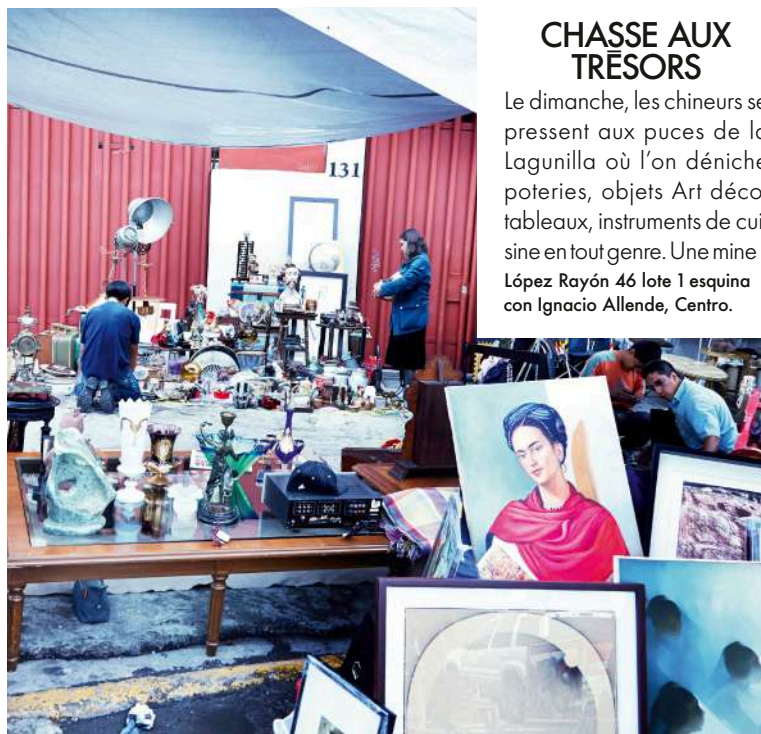 CHASSE AUX
TRÉSORS
Le dimanche, les chineurs se
pressent aux puces de la
Lagunilla où l'on déniche
poteries, objets Art déco,
tableaux, instruments de cui
sine en tout genre. Une mine
López Rayón 46 lote 1 esquina
con Ignacio Allende, Centro.
131